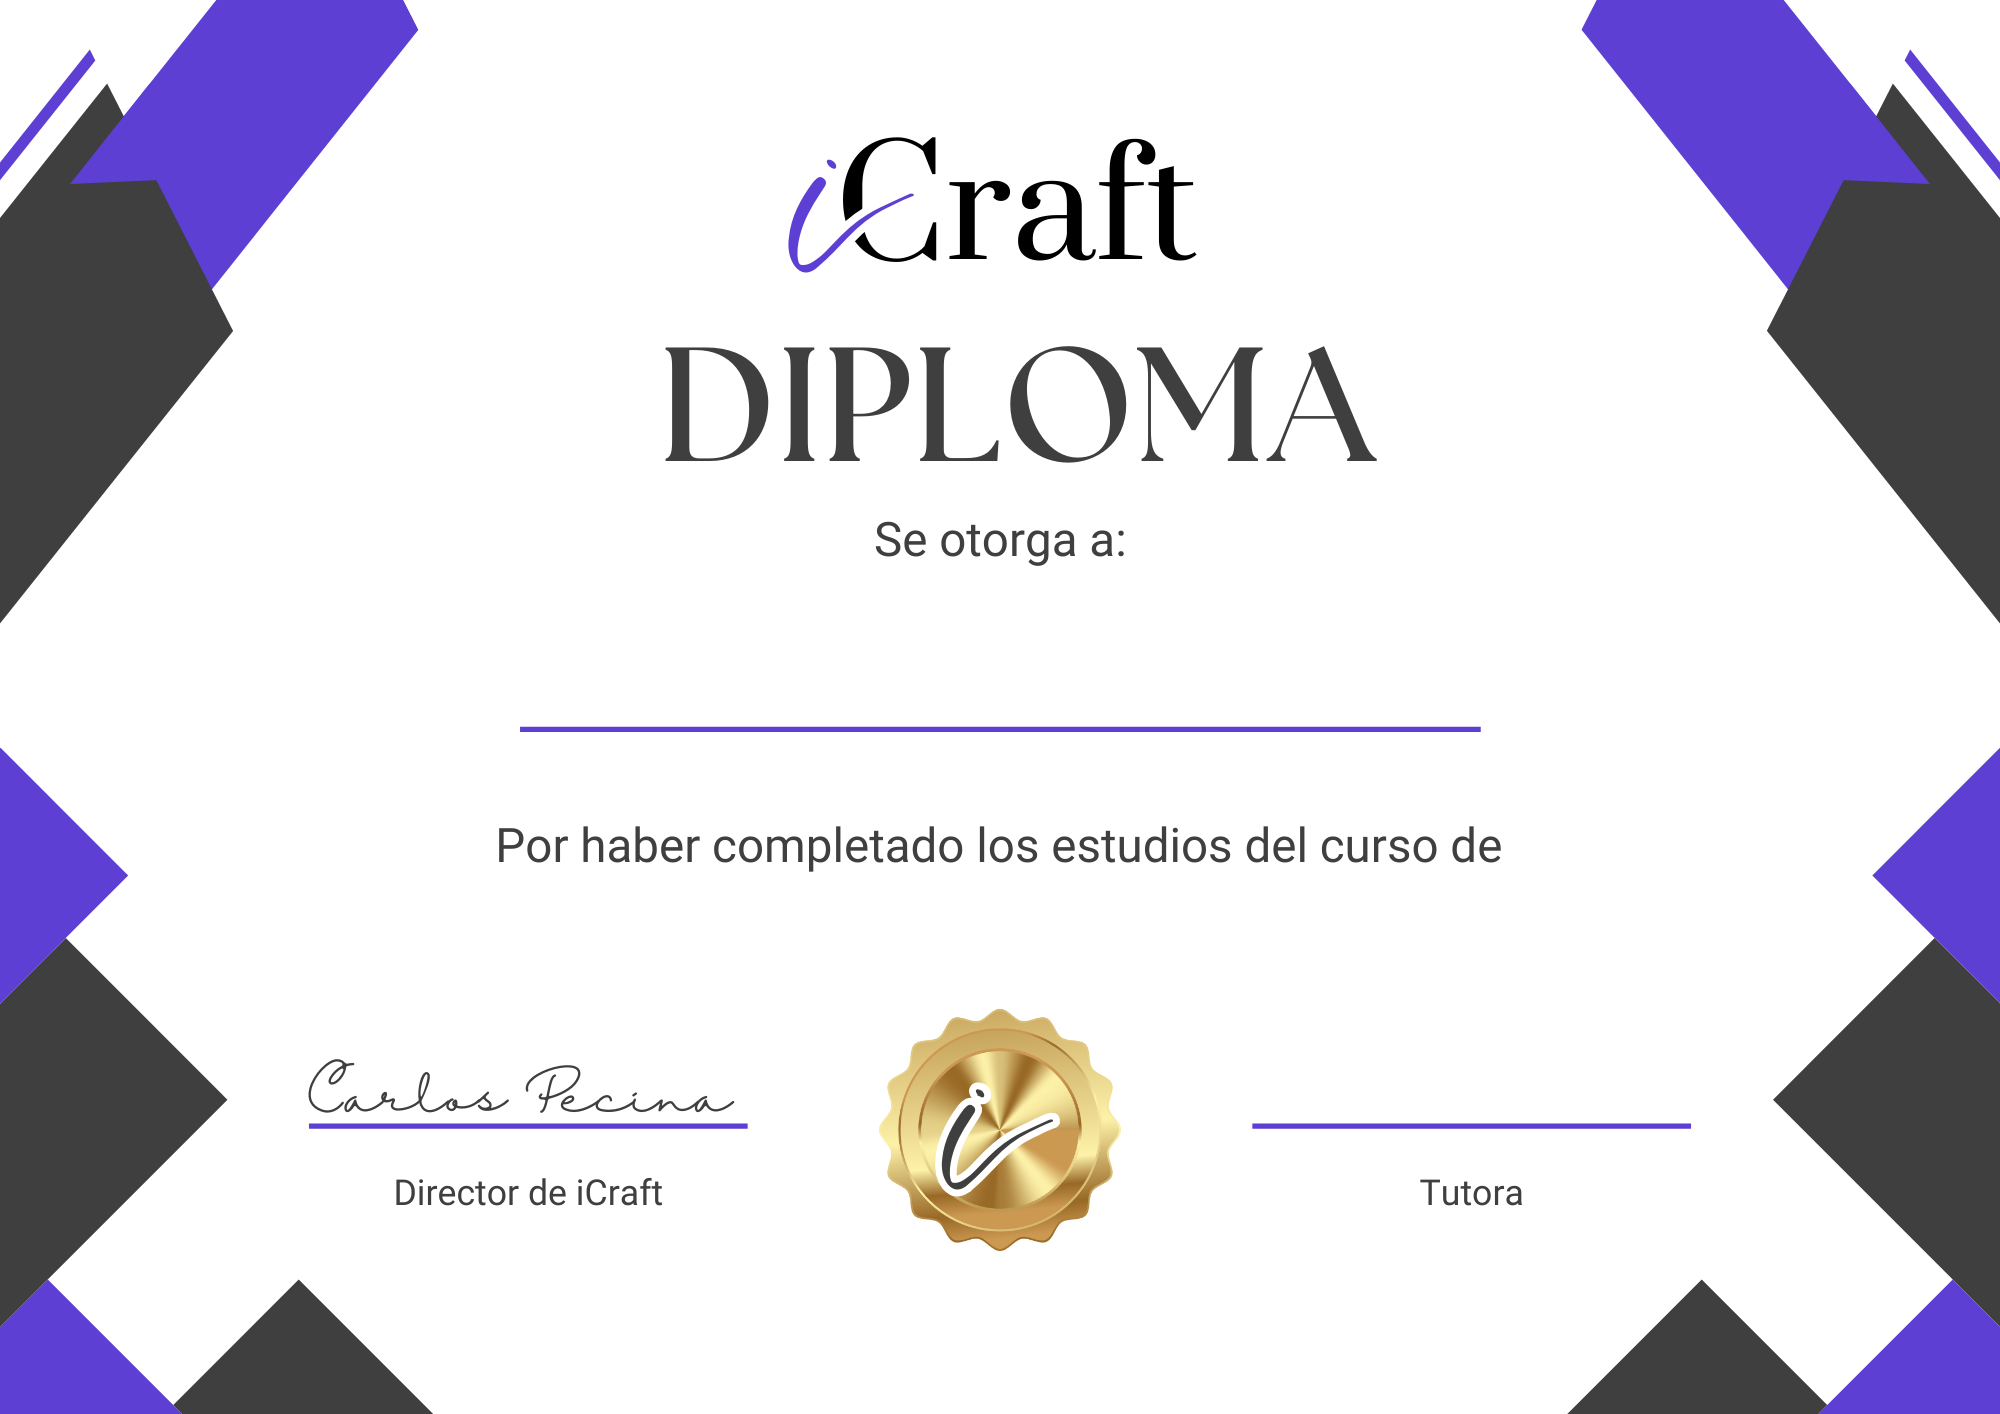 iCraft
DIPLOMA
Se otorga a:
Por haber completado los estudios del curso de
Carlos Pecina
i
Director de iCraft
Tutora